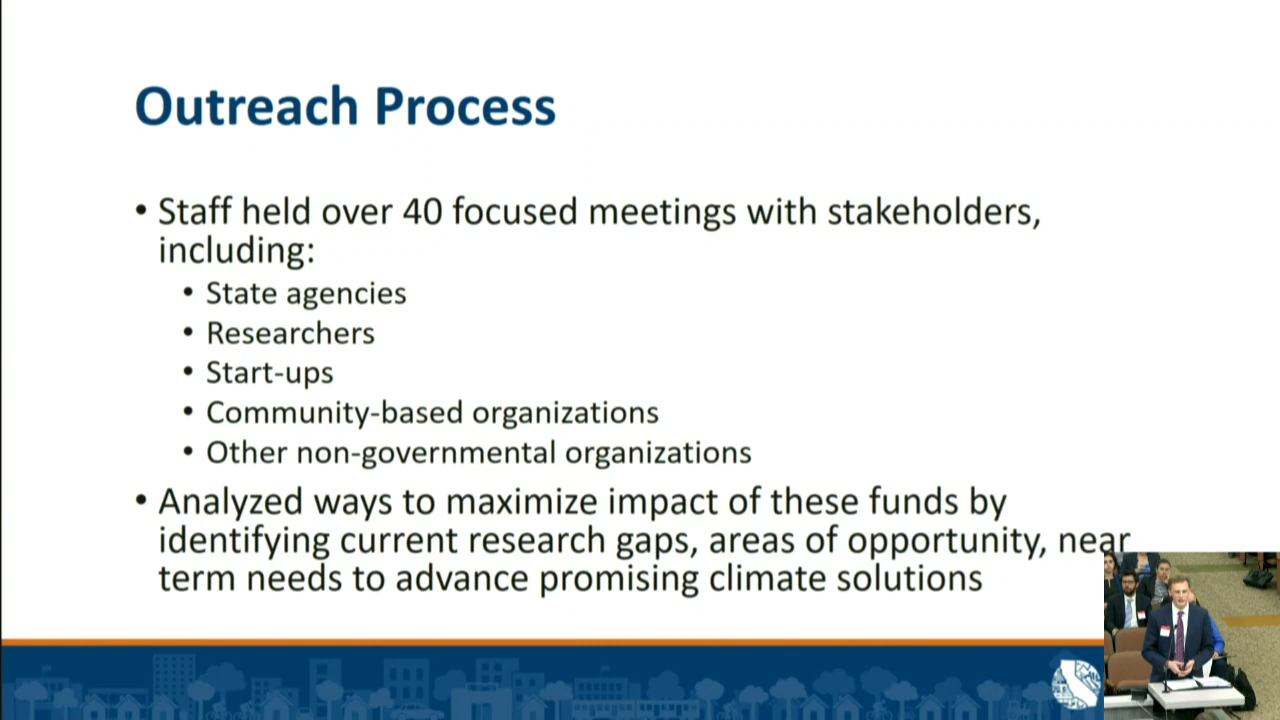 Outreach Process
• Staff held over 40 focused meetings with stakeholders,
including:
• State agencies
• Researchers
• Start-ups
• Community-based organizations
• Other non-governmental organizations
• Analyzed ways to maximize impact of these funds by
identifying current research gaps, areas of opportunity, near
term needs to advance promising climate solutions